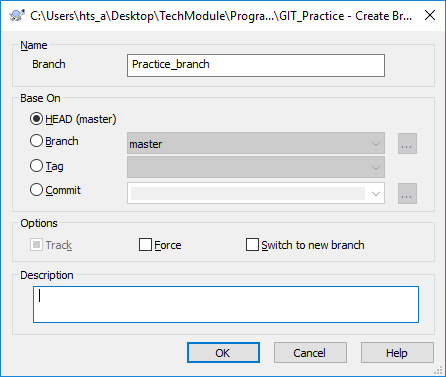 C:\Users\hts_a\Desktop\TechModule\Progra...\GIT_Practice - Create Br...
Name
Branch Practice_branch
Base On
HEAD (master)
Branch master ...
Tag
Commit ...
Options
Track Force Switch to new branch
Description
OK Cancel Help